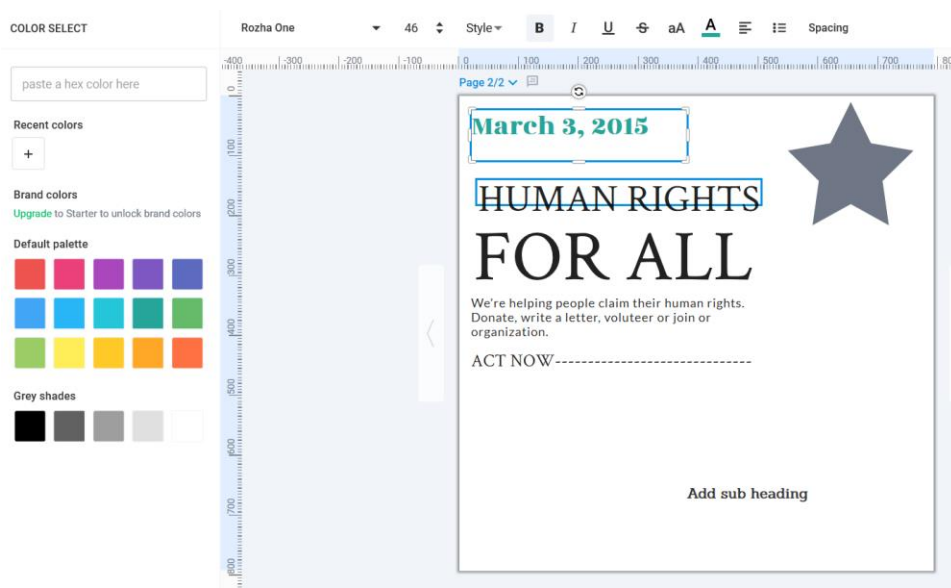 COLOR SELECT
Rozha One 46 Style B I U S aA A Spacing
-400 -300 -200 -100 0 100 200 300 400 500 600 700 80
Page 2/2
paste a hex color here
Recent colors
+
Brand colors
Upgrade to Starter to unlock brand colors
Default palette
Grey shades
0
100
200
300
400
500
600
700
800
March 3, 2015
HUMAN RIGHTS
FOR ALL
We're helping people claim their human rights.
Donate, write a letter, voluteer or join or
organization.
ACT NOW------------------------------
Add sub heading